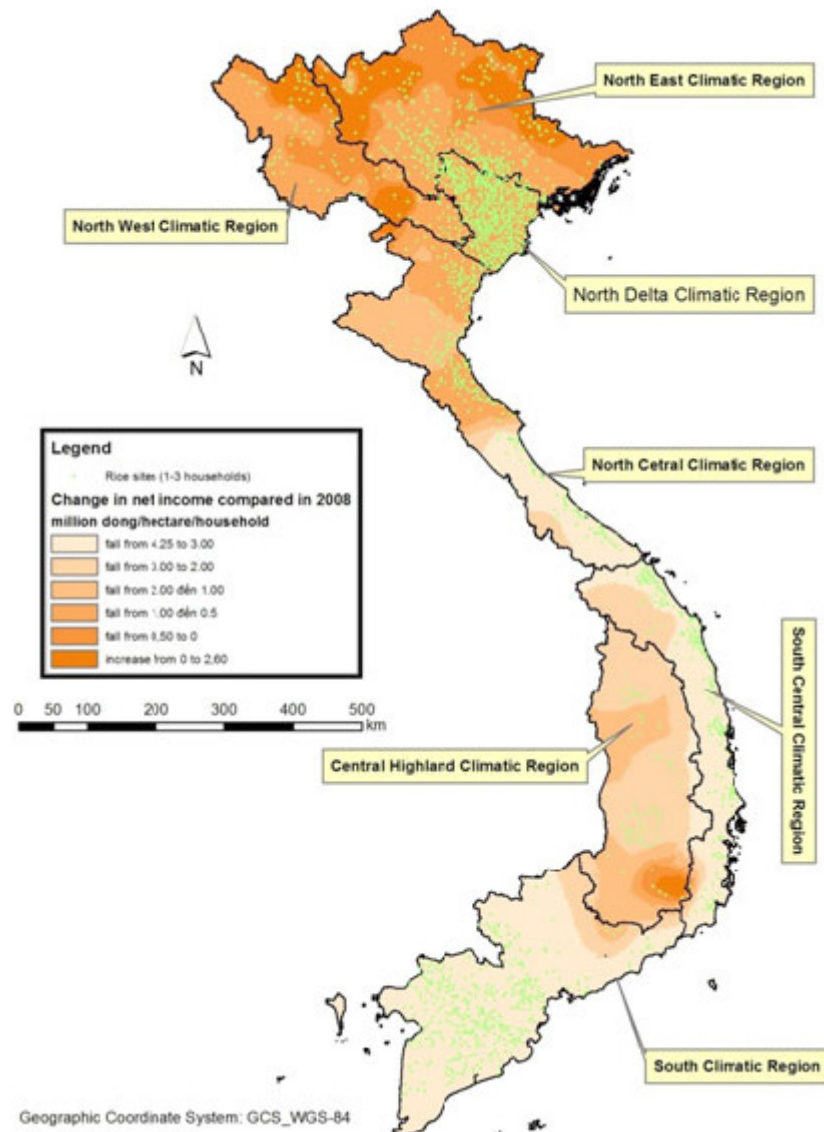 North East Climatic Region
North West Climatic Region
North Delta Climatic Region
N
Legend
Rice sites (1-3 households)
Change in net income compared in 2008
million dong/hectare/household
fall from 4.25 to 3.00
fall from 3.00 to 2.00
fall from 2.00 đến 1.00
fall from 1.00 đến 0.5
fall from 0,50 to 0
increase from 0 to 2,60
North Cetral Climatic Region
0 50 100 200 300 400 500
km
South Central Climatic Region
Central Highland Climatic Region
South Climatic Region
Geographic Coordinate System: GCS_WGS-84